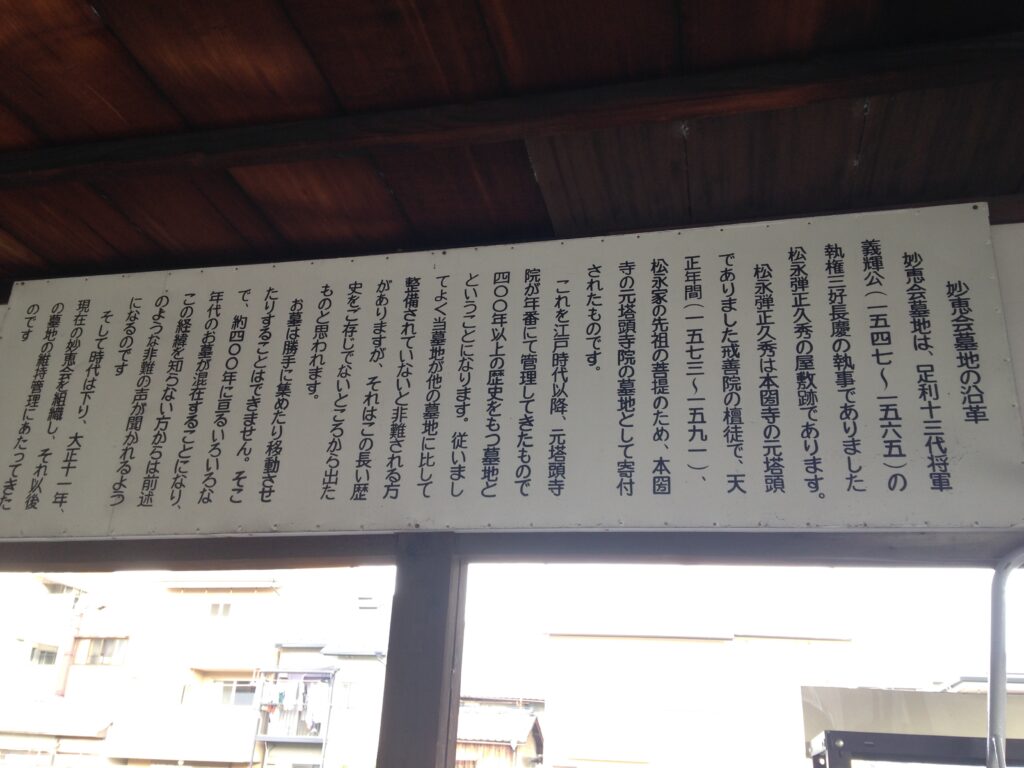 妙恵会墓地の沿革
妙恵会墓地は、足利十三代将軍
義輝公(一五四七～一五六五)の
執権三好長慶の執事でありました
松永弾正久秀の屋敷跡であります。
松永弾正久秀は本圀寺の元塔頭
でありました戒善院の檀徒で、天
正年間(一五七三～一五九一)、
松永家の先祖の菩提のため、本圀
寺の元塔頭寺院の墓地として寄付
されたものです。
これを江戸時代以降、元塔頭寺
院が年番にて管理してきたもので
四〇〇年以上の歴史をもつ墓地と
いうことになります。従いまし
てよく当墓地が他の墓地に比して
整備されていないと非難される方
がありますが、それはこの長い歴
史をご存じでないところから出た
ものと思われます。
お墓は勝手に集めたり移動させ
たりすることはできません。そこ
で、約四〇〇年に亘るいろいろな
年代のお墓が混在することになり、
この経緯を知らない方からは前述
のような非難の声が聞かれるよう
になるのです
そして時代は下り、大正十一年、
現在の妙恵会を組織し、それ以後
の墓地の維持管理にあたってきた
のです